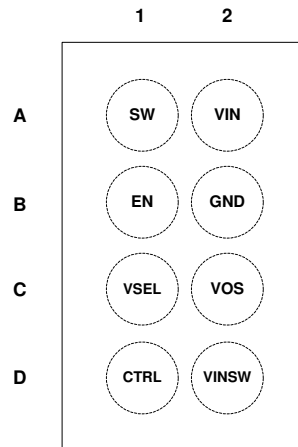 1 2
A SW VIN
B EN GND
C VSEL VOS
D CTRL VINSW